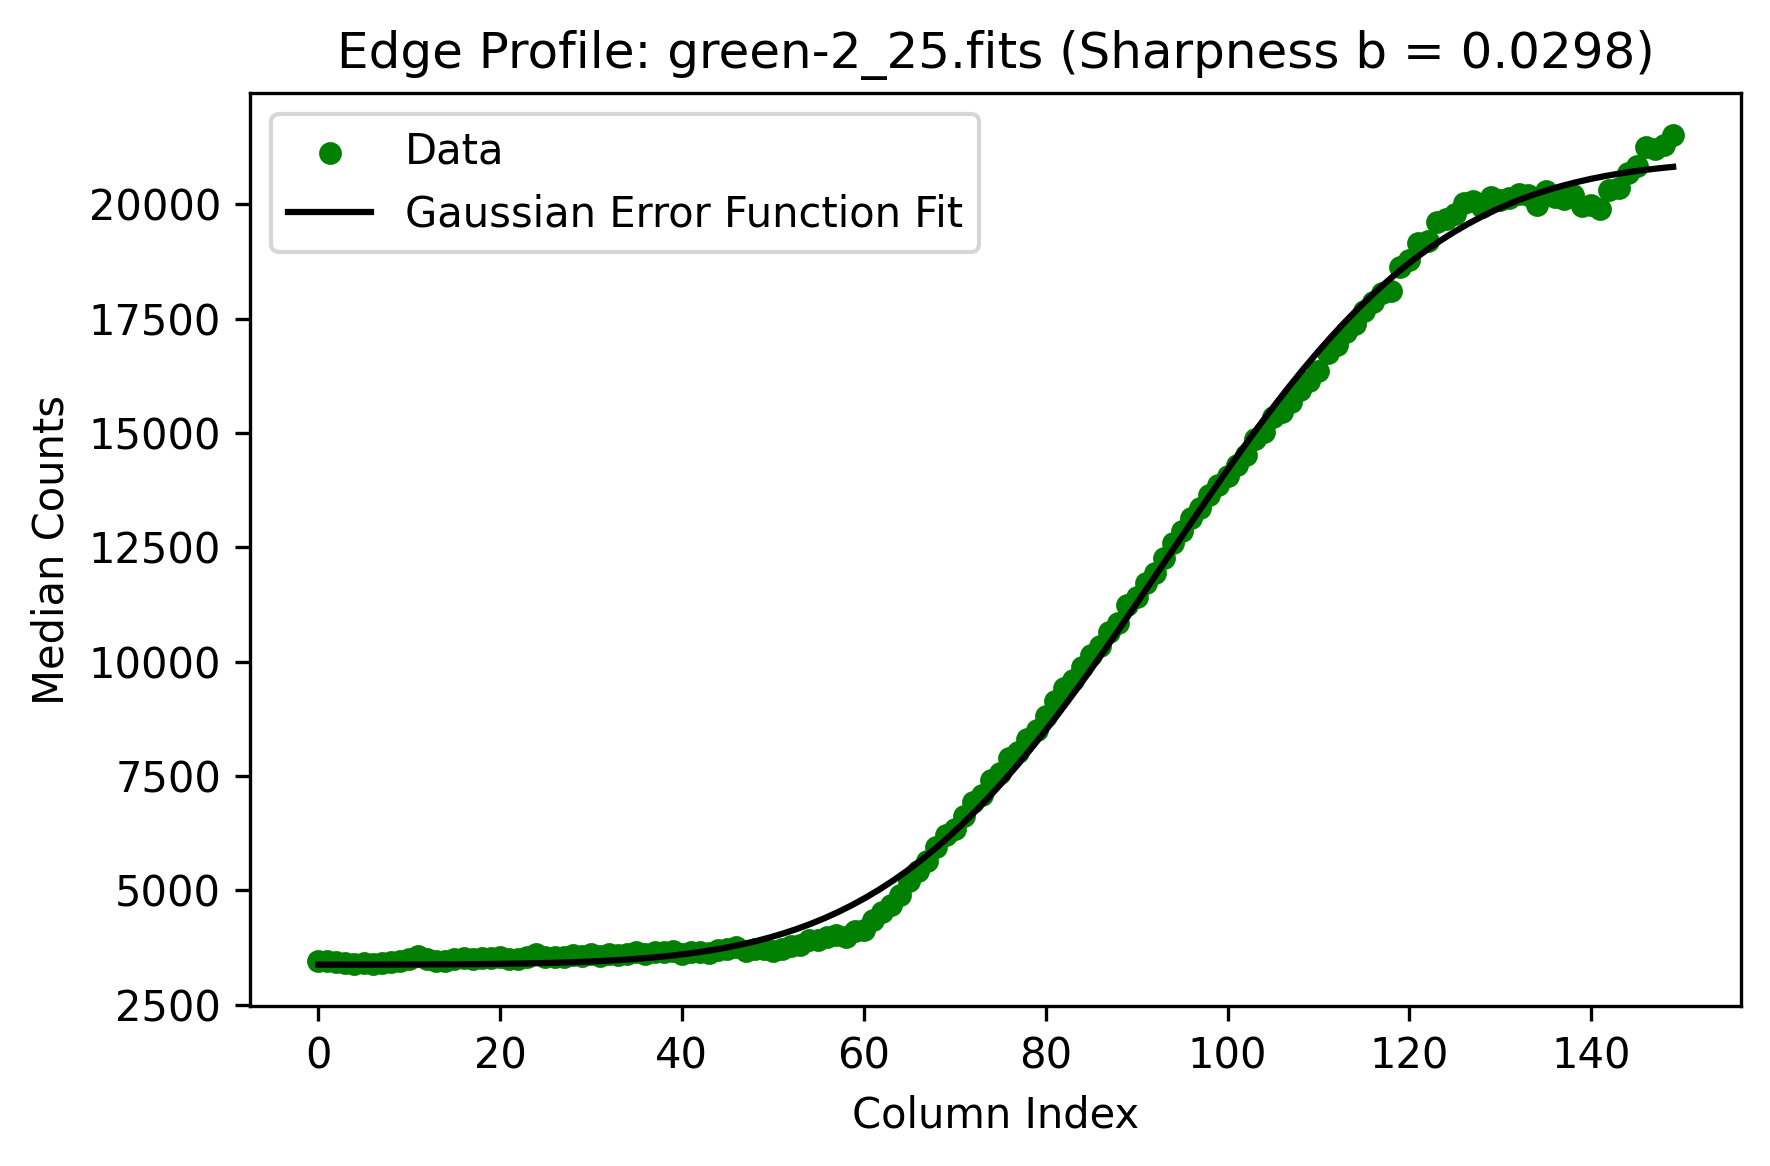 Edge Profile: green-2_25.fits (Sharpness b = 0.0298)
Data
Gaussian Error Function Fit
20000
17500
15000
12500
10000
7500
5000
2500
Median Counts
0 20 40 60 80 100 120 140
Column Index